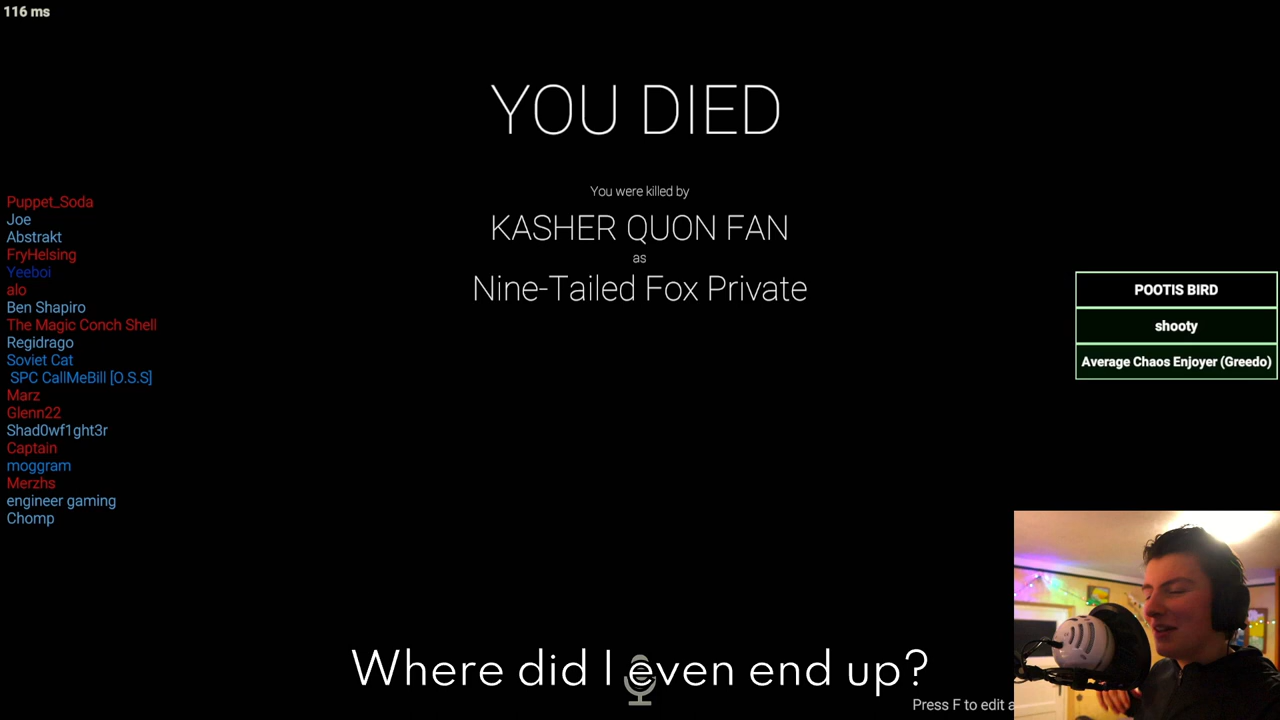 116 ms
YOU DIED
You were killed by
KASHER QUON FAN
as
Nine-Tailed Fox Private
Puppet_Soda
Joe
Abstrakt
FryHelsing
Yeeboi
alo
Ben Shapiro
The Magic Conch Shell
Regidrago
Soviet Cat
SPC CallMeBill [O.S.S]
Marz
Glenn22
Shad0wf1ght3r
Captain
moggram
Merzhs
engineer gaming
Chomp
POOTIS BIRD
shooty
Average Chaos Enjoyer (Greedo)
Where did I even end up?
Press F to edit a